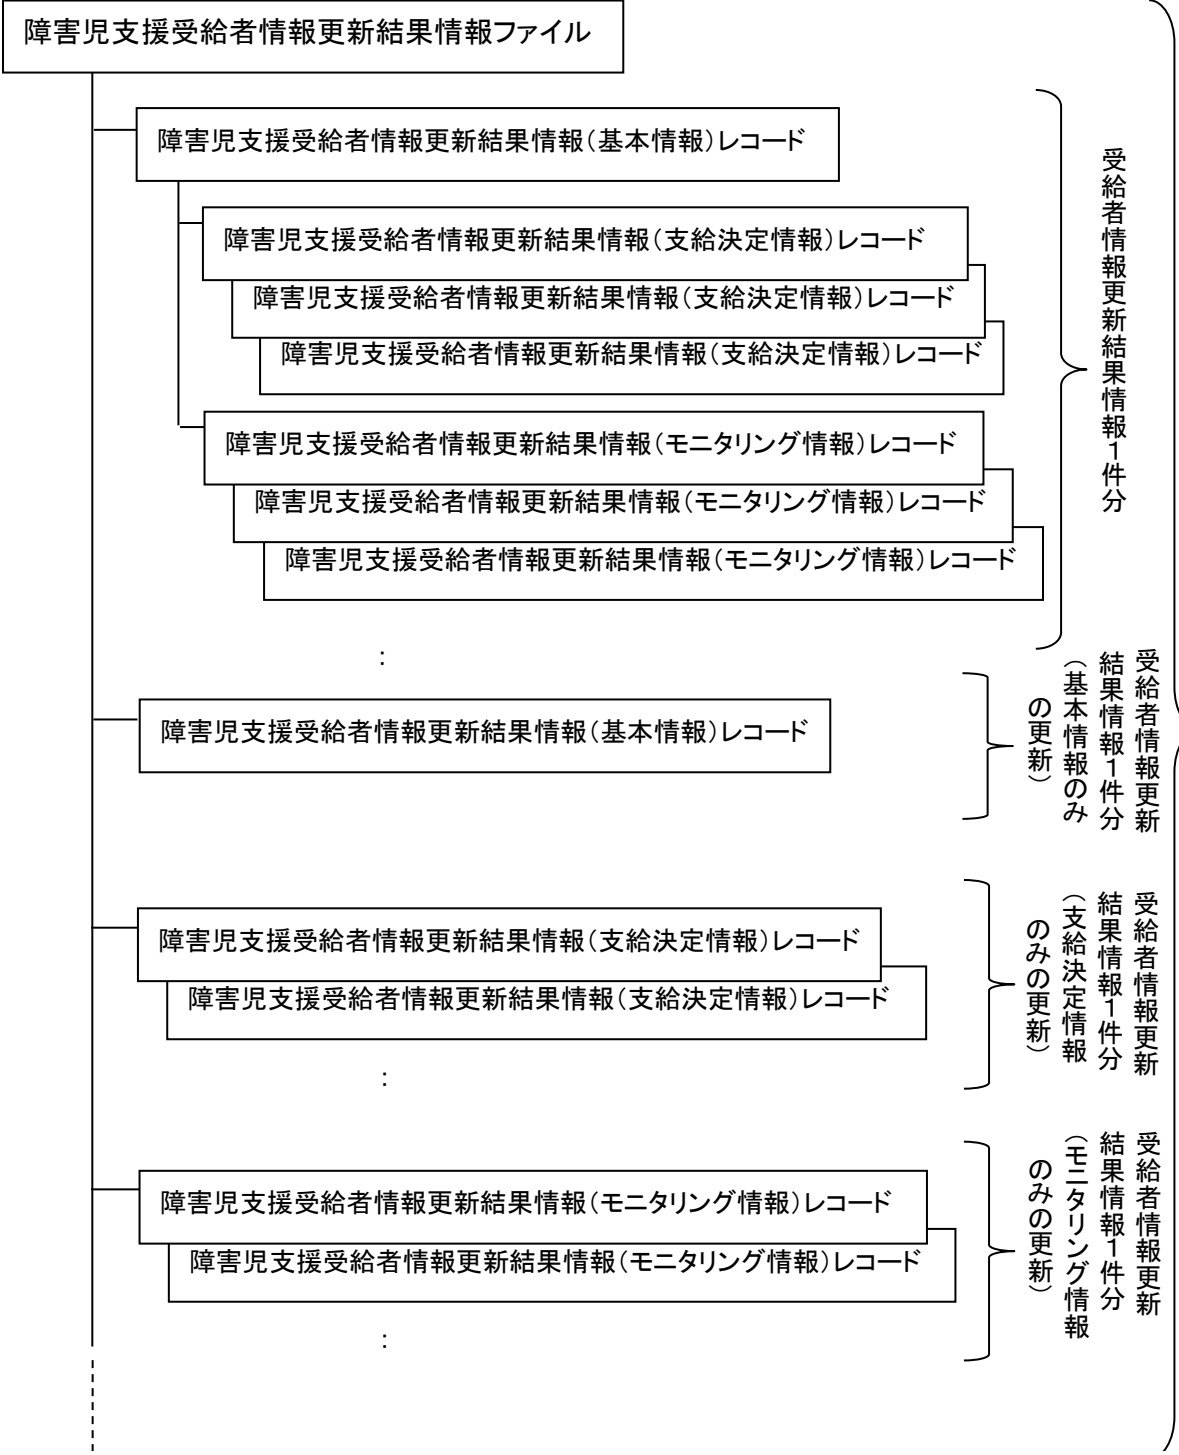 障害児支援受給者情報更新結果情報ファイル
障害児支援受給者情報更新結果情報(基本情報)レコード
障害児支援受給者情報更新結果情報(支給決定情報)レコード
障害児支援受給者情報更新結果情報(支給決定情報)レコード
障害児支援受給者情報更新結果情報(支給決定情報)レコード
障害児支援受給者情報更新結果情報(モニタリング情報)レコード
障害児支援受給者情報更新結果情報(モニタリング情報)レコード
障害児支援受給者情報更新結果情報(モニタリング情報)レコード
:
受給者情報更新結果情報1件分
障害児支援受給者情報更新結果情報(基本情報)レコード
受給者情報更新
結果情報1件分
(基本情報のみ
の更新)
障害児支援受給者情報更新結果情報(支給決定情報)レコード
障害児支援受給者情報更新結果情報(支給決定情報)レコード
:
受給者情報更新
結果情報1件分
(支給決定情報
のみの更新)
障害児支援受給者情報更新結果情報(モニタリング情報)レコード
障害児支援受給者情報更新結果情報(モニタリング情報)レコード
:
受給者情報更新
結果情報1件分
(モニタリング情報
のみの更新)